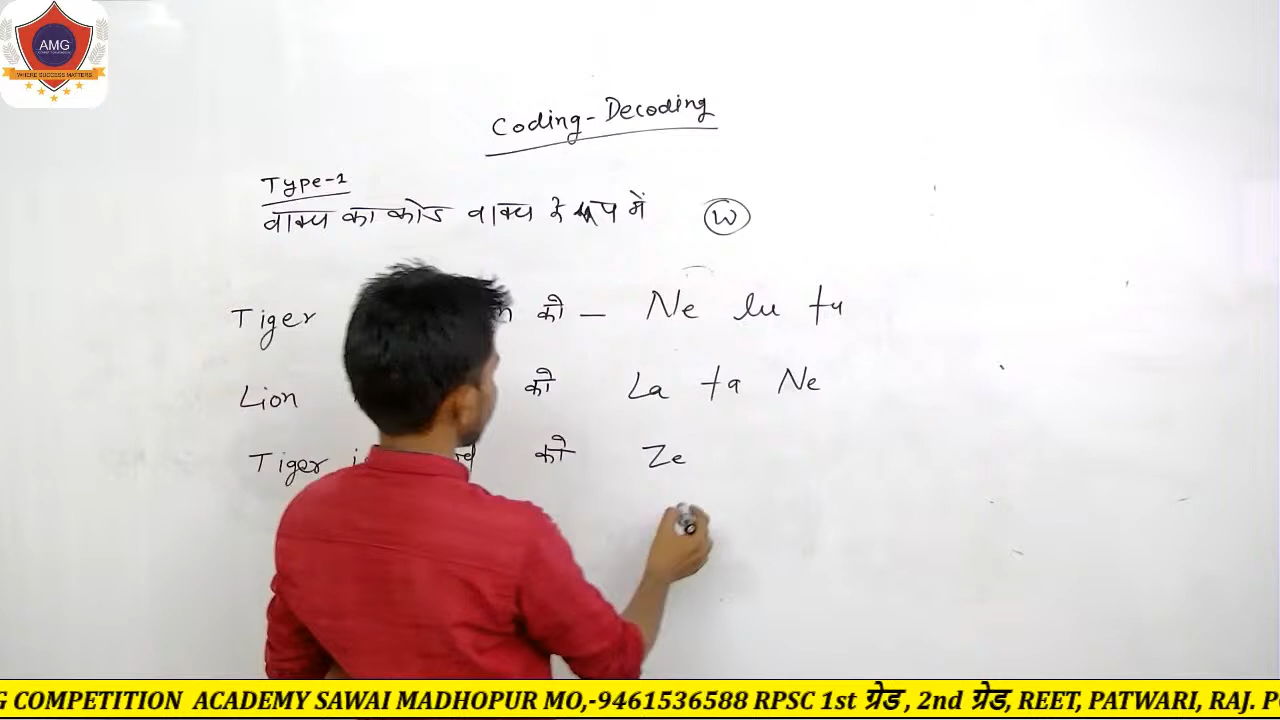 AMG
WHERE SUCCESS MATTERS
Coding-Decoding
Type-1
वाक्य का कोड वाक्य के रूप में W
Tiger को — Ne lu tu
Lion को La ta Ne
Tiger को Ze
G COMPETITION ACADEMY SAWAI MADHOPUR MO,-9461536588 RPSC 1st ग्रेड , 2nd ग्रेड, REET, PATWARI, RAJ.